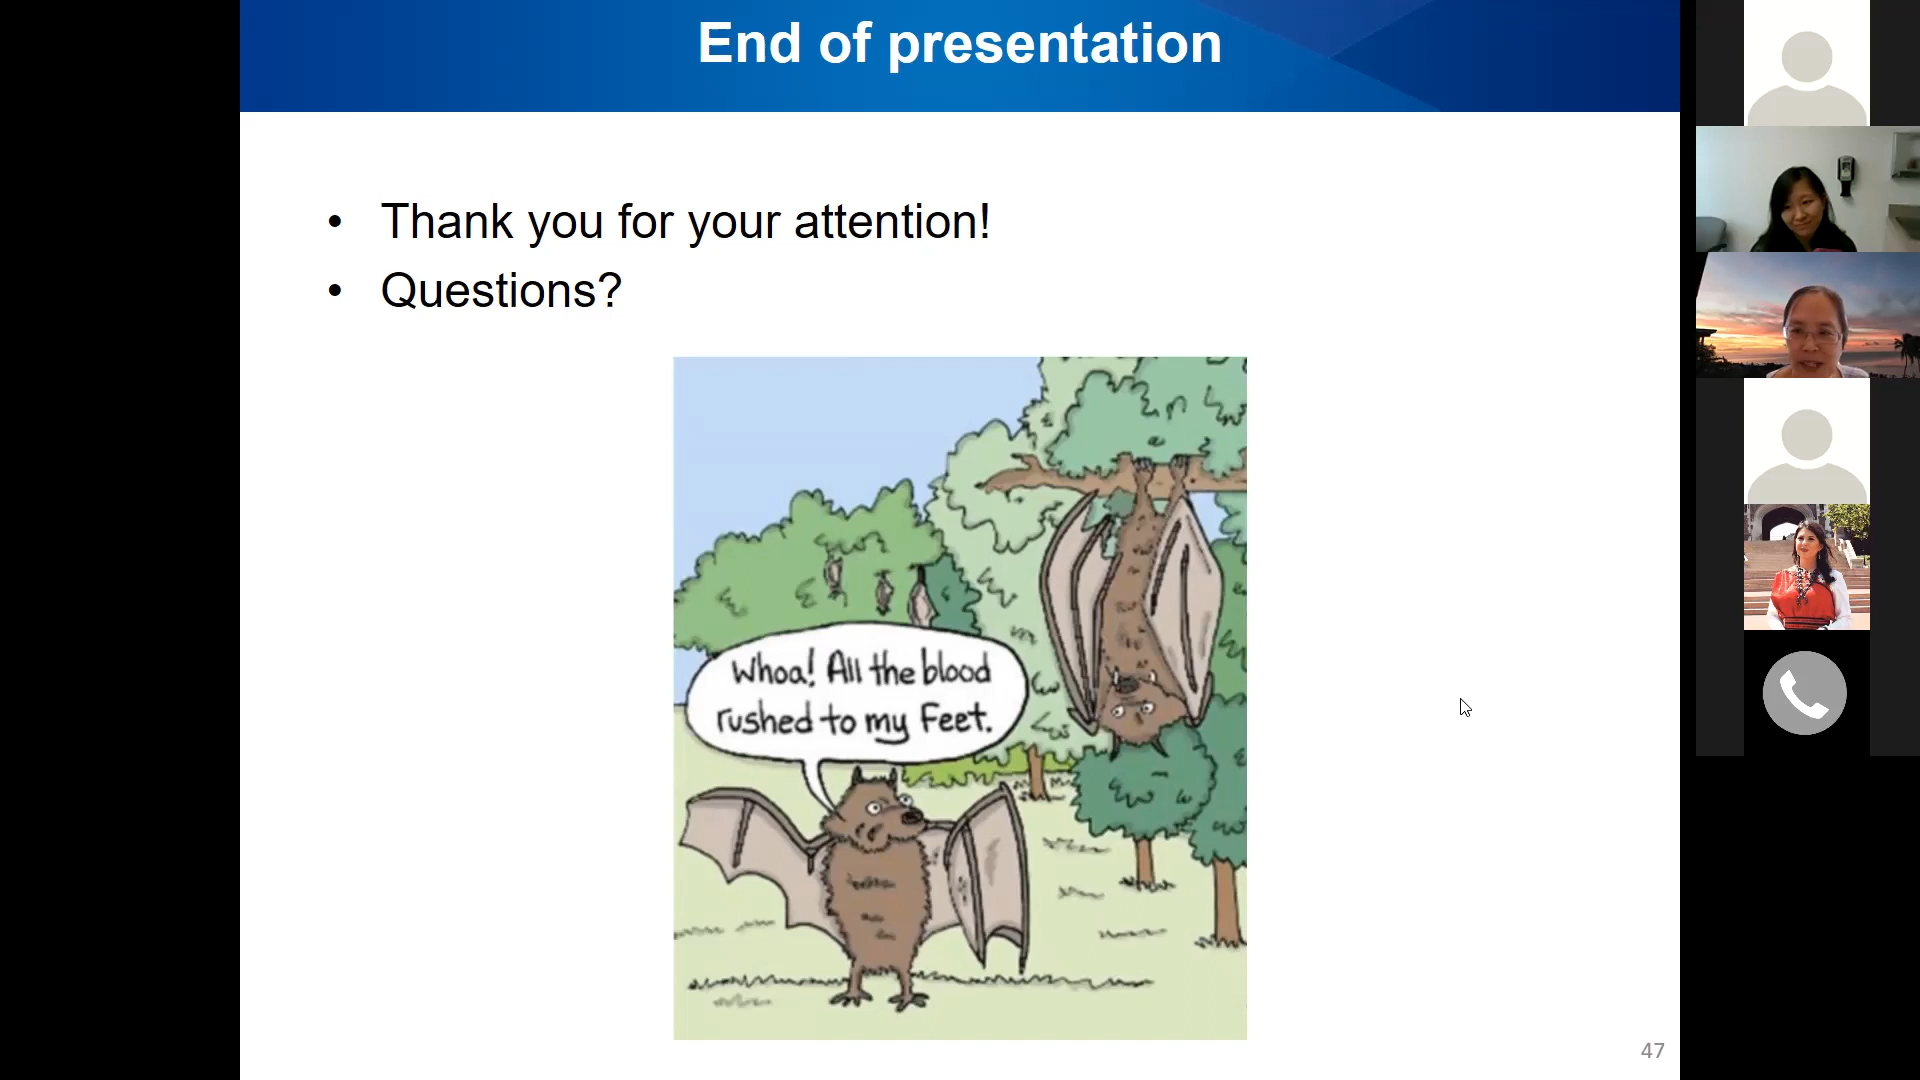 End of presentation
• Thank you for your attention!
• Questions?
Whoa! All the blood
rushed to my feet.
47